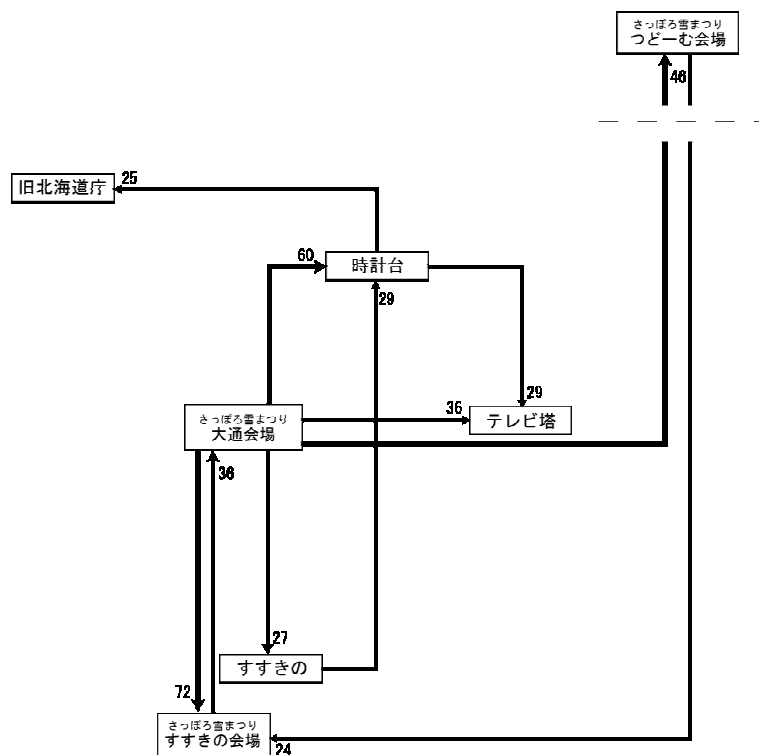 さっぽろ雪まつり
つどーむ会場
46
旧北海道庁
25
60
時計台
29
29
さっぽろ雪まつり
大通会場
36
テレビ塔
36
27
すすきの
72
さっぽろ雪まつり
すすきの会場
24